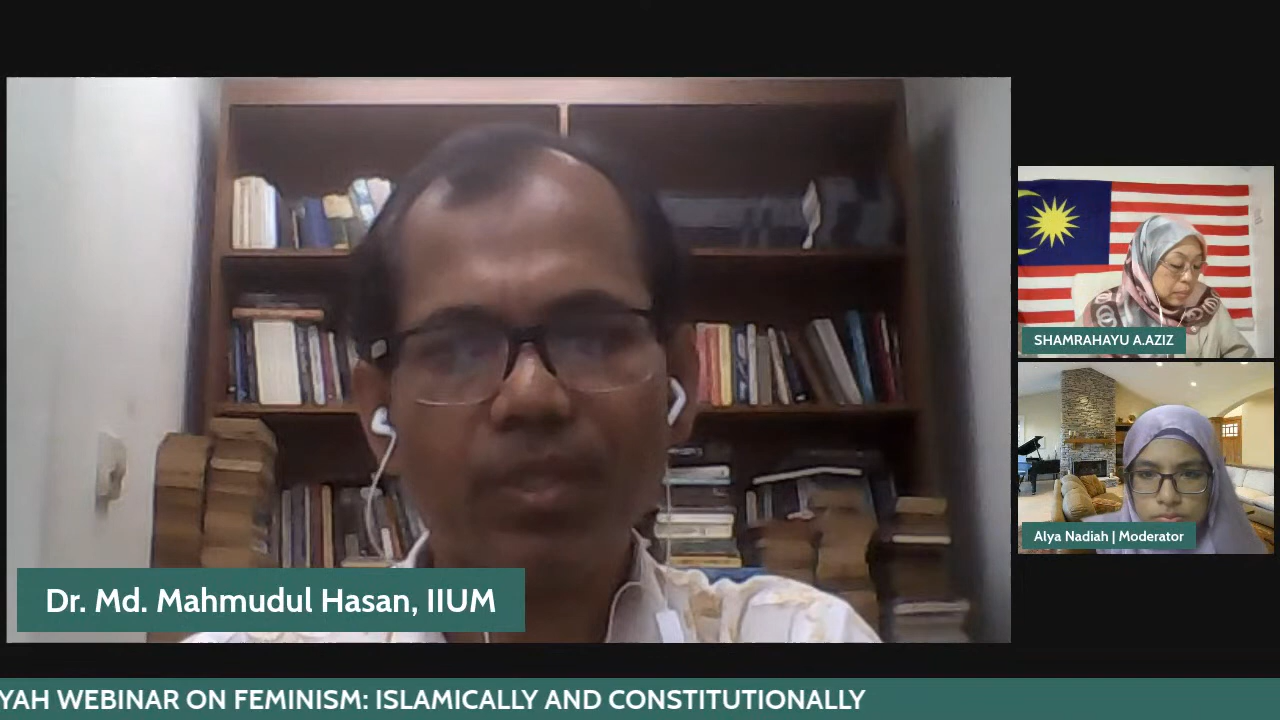 Dr. Md. Mahmudul Hasan, IIUM
SHAMRAHAYU A.AZIZ
Alya Nadiah | Moderator
YAH WEBINAR ON FEMINISM: ISLAMICALLY AND CONSTITUTIONALLY